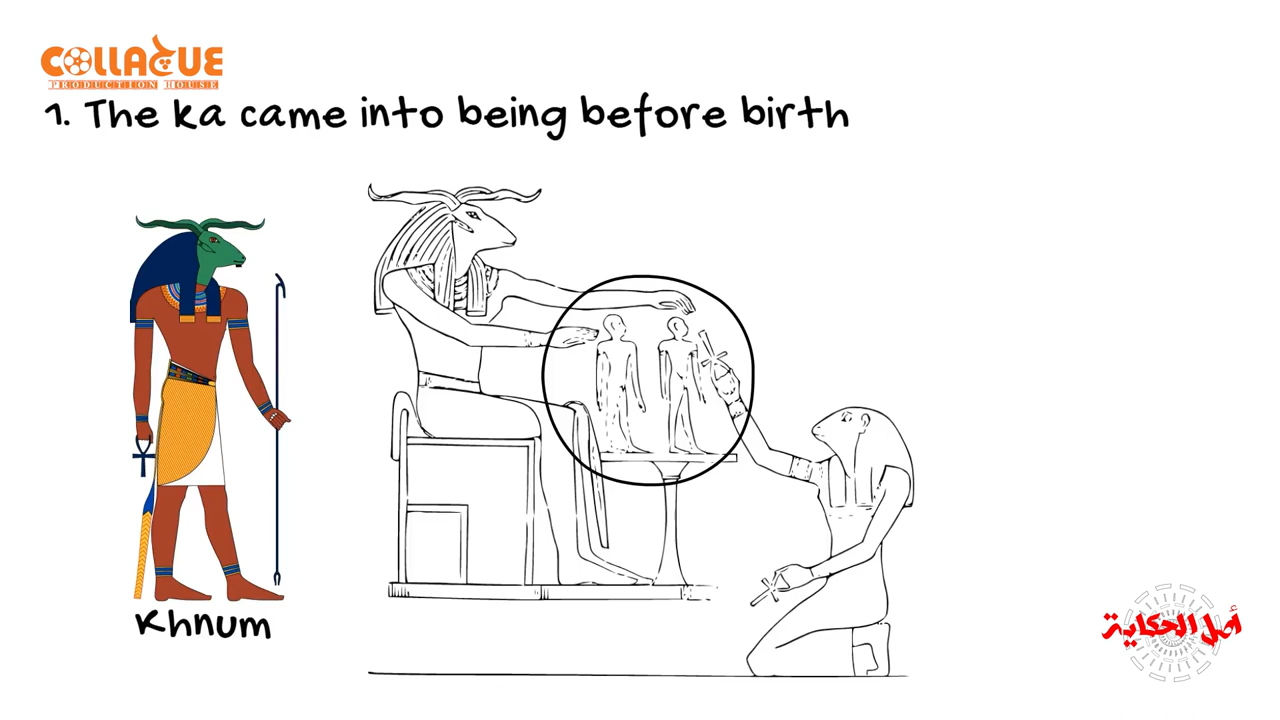 COLLAGUE
PRODUCTION HOUSE
1. The ka came into being before birth
Khnum
أصل الحكاية